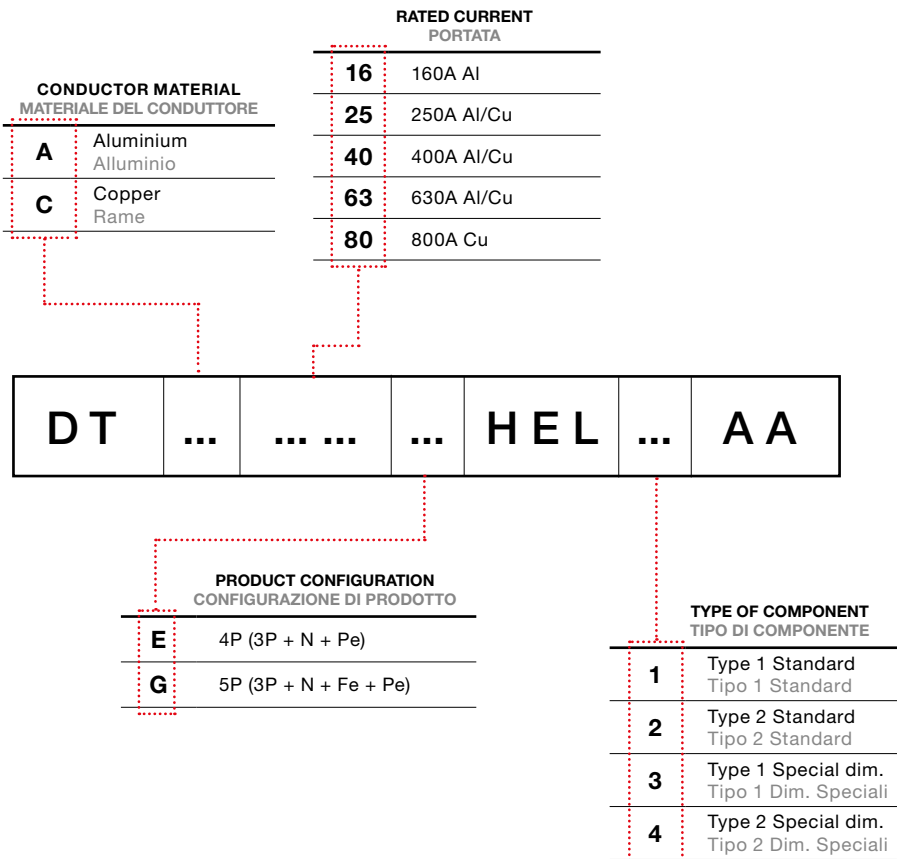 RATED CURRENT
PORTATA
16 160A Al
25 250A Al/Cu
40 400A Al/Cu
63 630A Al/Cu
80 800A Cu
CONDUCTOR MATERIAL
MATERIALE DEL CONDUTTORE
A Aluminium
Alluminio
C Copper
Rame
D T ... ... ... ... H E L ... A A
PRODUCT CONFIGURATION
CONFIGURAZIONE DI PRODOTTO
E 4P (3P + N + Pe)
G 5P (3P + N + Fe + Pe)
TYPE OF COMPONENT
TIPO DI COMPONENTE
1 Type 1 Standard
Tipo 1 Standard
2 Type 2 Standard
Tipo 2 Standard
3 Type 1 Special dim.
Tipo 1 Dim. Speciali
4 Type 2 Special dim.
Tipo 2 Dim. Speciali